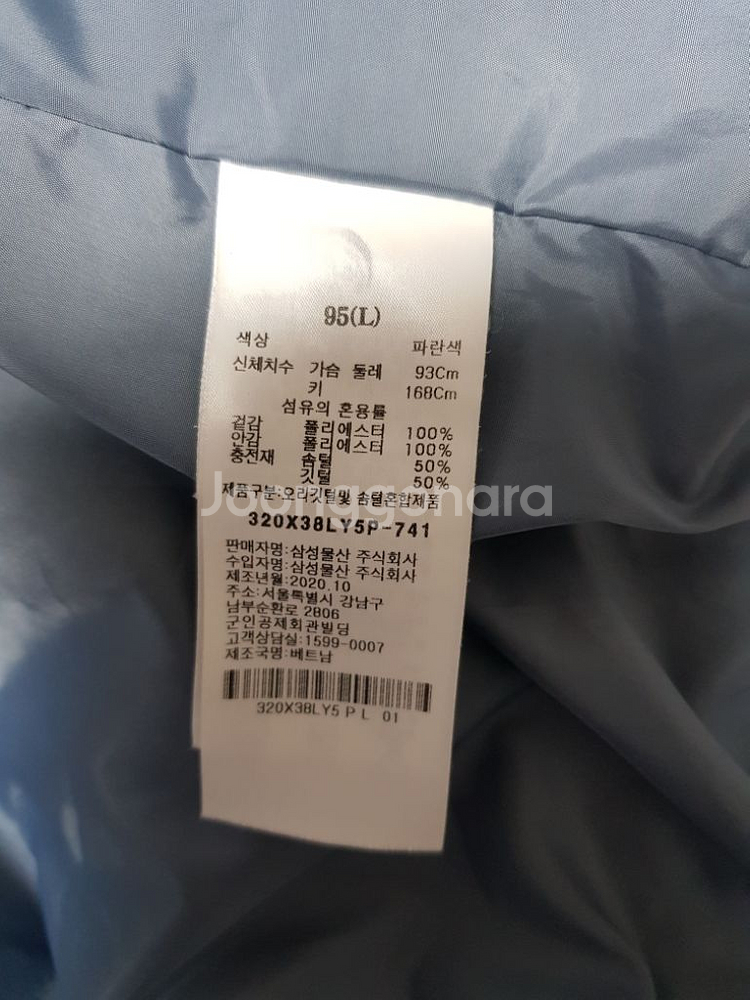 95(L)
색상 파란색
신체치수 가슴 둘레 93Cm
키 168Cm
섬유의 혼용률
겉감 폴리에스터 100%
안감 폴리에스터 100%
충전재 솜털 50%
깃털 50%
제품구분:오리깃털및 솜털혼합제품
Joonggonara
320X38LY5P-741
판매자명:삼성물산 주식회사
수입자명:삼성물산 주식회사
제조년월:2020.10
주소:서울특별시 강남구
남부순환로 2806
군인공제회관빌딩
고객상담실:1599-0007
제조국명:베트남
320X38LY5 P L 01